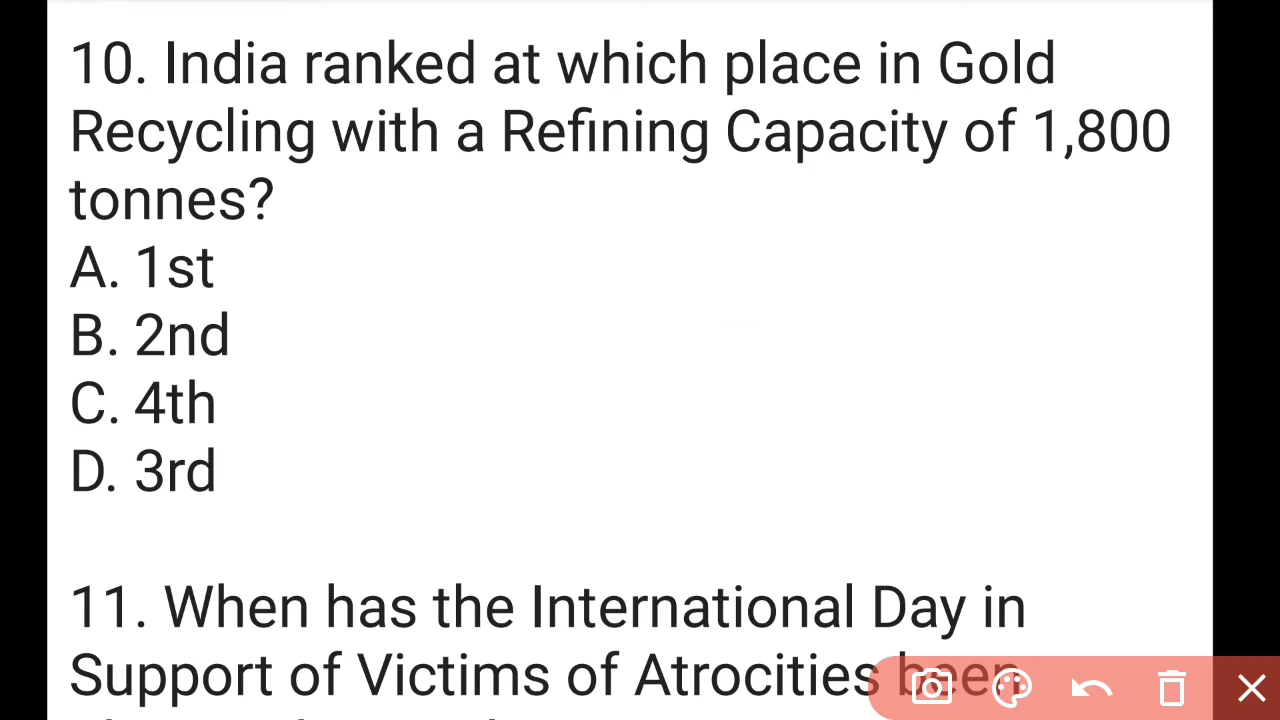 10. India ranked at which place in Gold
Recycling with a Refining Capacity of 1,800
tonnes?
A. 1st
B. 2nd
C. 4th
D. 3rd
11. When has the International Day in
Support of Victims of Atrocities been